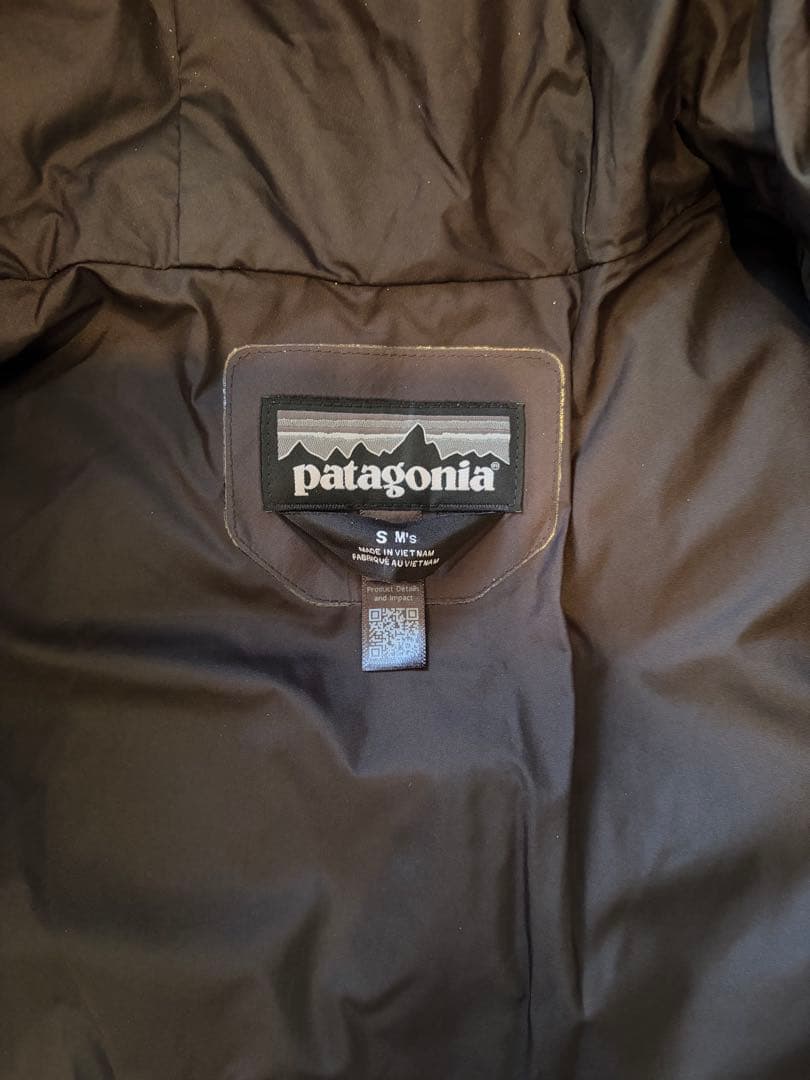 patagonia®
S M's
MADE IN VIETNAM
FABRIQUÉ AU VIETNAM
Product Details
and Impact